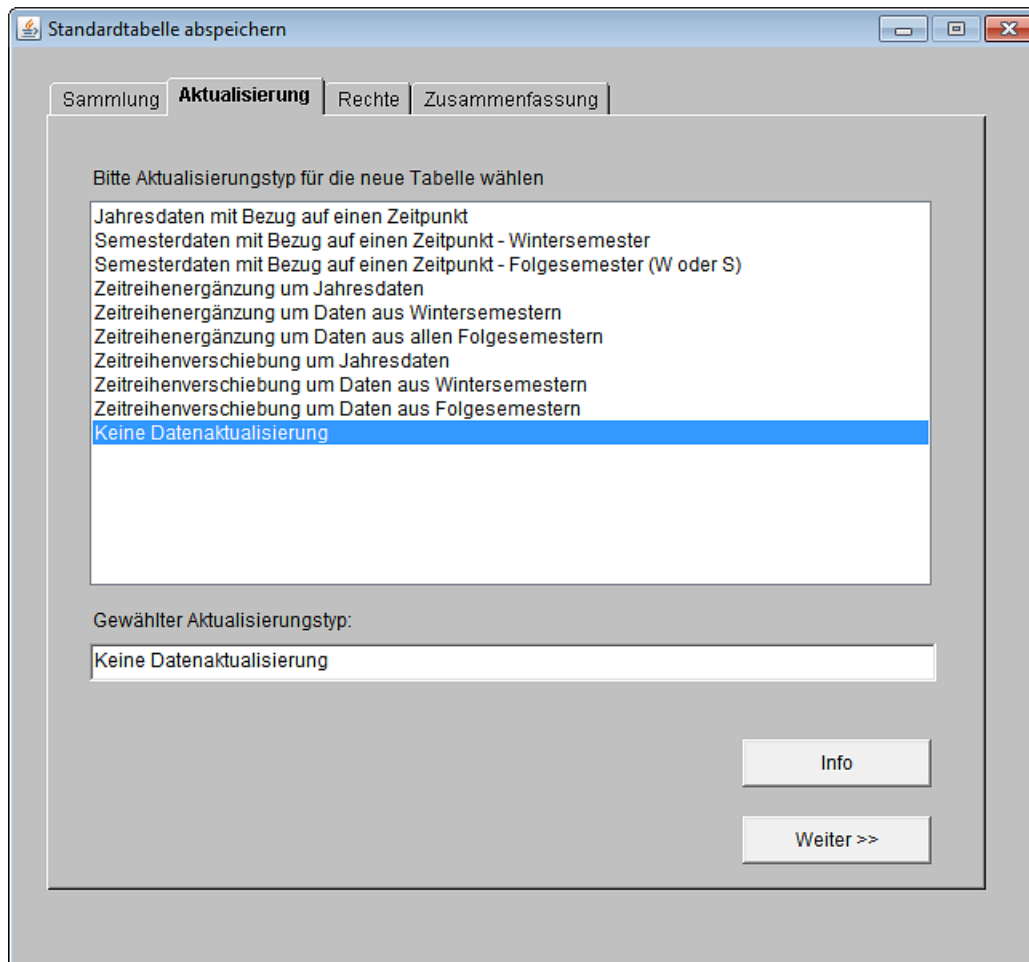 Standardtabelle abspeichern
Sammlung Aktualisierung Rechte Zusammenfassung
Bitte Aktualisierungstyp für die neue Tabelle wählen
Jahresdaten mit Bezug auf einen Zeitpunkt
Semesterdaten mit Bezug auf einen Zeitpunkt - Wintersemester
Semesterdaten mit Bezug auf einen Zeitpunkt - Folgesemester (W oder S)
Zeitreihenergänzung um Jahresdaten
Zeitreihenergänzung um Daten aus Wintersemestern
Zeitreihenergänzung um Daten aus allen Folgesemestern
Zeitreihenverschiebung um Jahresdaten
Zeitreihenverschiebung um Daten aus Wintersemestern
Zeitreihenverschiebung um Daten aus Folgesemestern
Keine Datenaktualisierung
Gewählter Aktualisierungstyp:
Keine Datenaktualisierung
Info
Weiter >>